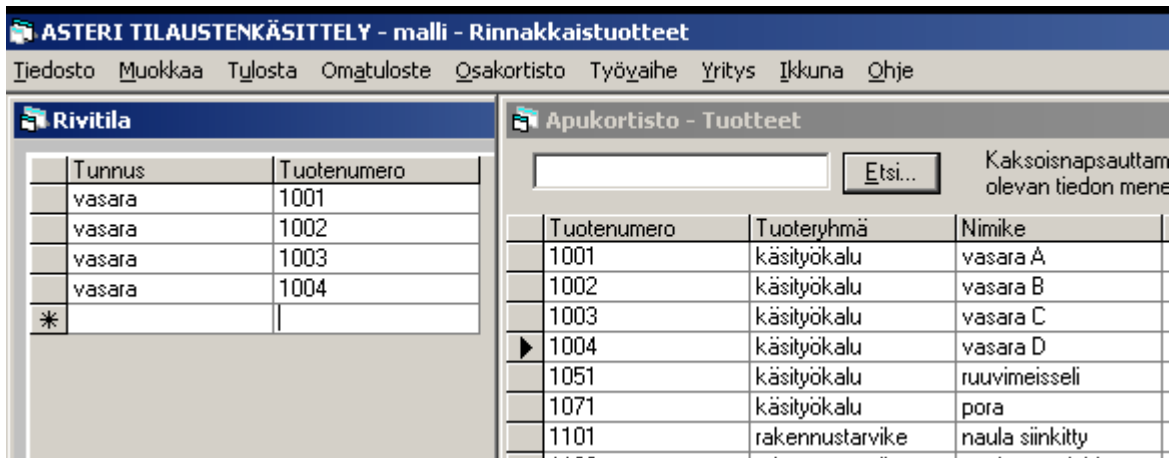 ASTERI TILAUSTENKÄSITTELY - malli - Rinnakkaistuotteet
Tiedosto Muokkaa Tulosta Omatuloste Osakortisto Työvaihe Yritys Ikkuna Ohje
Rivitila
Tunnus Tuotenumero
vasara 1001
vasara 1002
vasara 1003
vasara 1004
Apukortisto - Tuotteet
Etsi...
Kaksoisnapsauttam
olevan tiedon mene
Tuotenumero Tuoteryhmä Nimike
1001 käsityökalu vasara A
1002 käsityökalu vasara B
1003 käsityökalu vasara C
1004 käsityökalu vasara D
1051 käsityökalu ruuvimeisseli
1071 käsityökalu pora
1101 rakennustarvike naula siinkitty